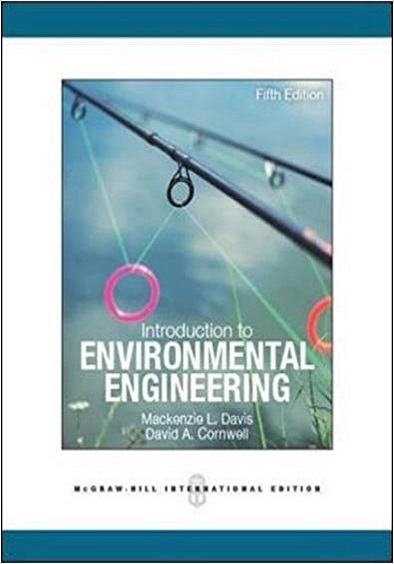 Fifth Edition
Introduction to
ENVIRONMENTAL
ENGINEERING
Mackenzie L. Davis
David A. Cornwell
McGRAW-HILL INTERNATIONAL EDITION